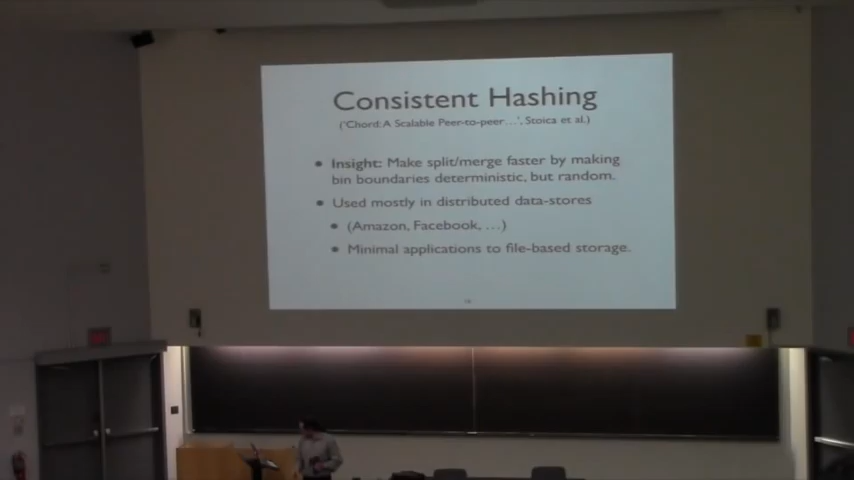 Consistent Hashing
('Chord: A Scalable Peer-to-peer…', Stoica et al.)
• Insight: Make split/merge faster by making
bin boundaries deterministic, but random.
• Used mostly in distributed data-stores
• (Amazon, Facebook, …)
• Minimal applications to file-based storage.